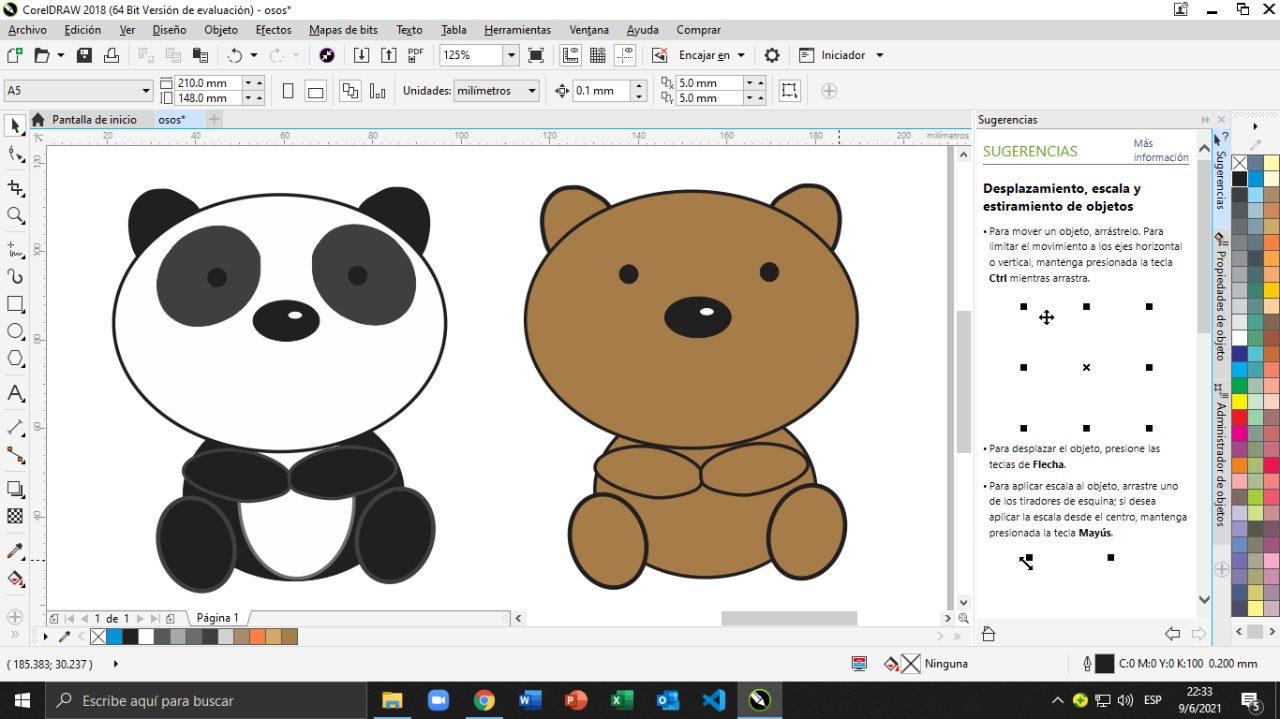 CorelDRAW 2018 (64 Bit Versión de evaluación) - osos*
Archivo Edición Ver Diseño Objeto Efectos Mapas de bits Texto Tabla Herramientas Ventana Ayuda Comprar
PDF 125% Encajar en Iniciador
A5 210.0 mm 148.0 mm Unidades: milímetros 0.1 mm 5.0 mm 5.0 mm
Pantalla de inicio osos* Sugerencias
20 40 60 80 100 120 140 160 180 200 milímetros
120
100
80
60
40
SUGERENCIAS
Más
información
Desplazamiento, escala y
estiramiento de objetos
• Para mover un objeto, arrástrelo. Para
limitar el movimiento a los ejes horizontal
o vertical, mantenga presionada la tecla
Ctrl mientras arrastra.
• Para desplazar el objeto, presione las
teclas de Flecha.
• Para aplicar escala al objeto, arrastre uno
de los tiradores de esquina; si desea
aplicar la escala desde el centro, mantenga
presionada la tecla Mayús.
Sugerencias
Propiedades de objeto
Administrador de objetos
1 de 1 Página 1
( 185.383; 30.237 ) Ninguna C:0 M:0 Y:0 K:100 0.200 mm
Escribe aquí para buscar
ESP
22:33
9/6/2021
5